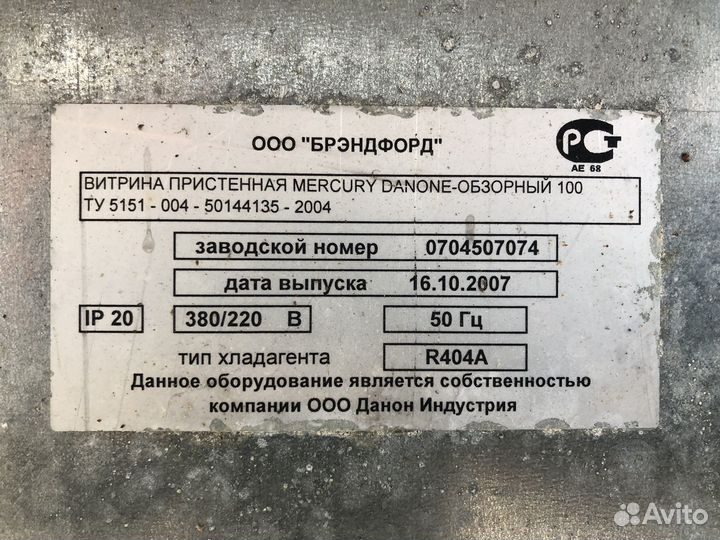 ООО "БРЭНДФОРД"
РСТ
АЕ 68
ВИТРИНА ПРИСТЕННАЯ MERCURY DANONE-ОБЗОРНЫЙ 100
ТУ 5151 - 004 - 50144135 - 2004
заводской номер 0704507074
дата выпуска 16.10.2007
IP 20 380/220 В 50 Гц
тип хладагента R404A
Данное оборудование является собственностью
компании ООО Данон Индустрия
Avito